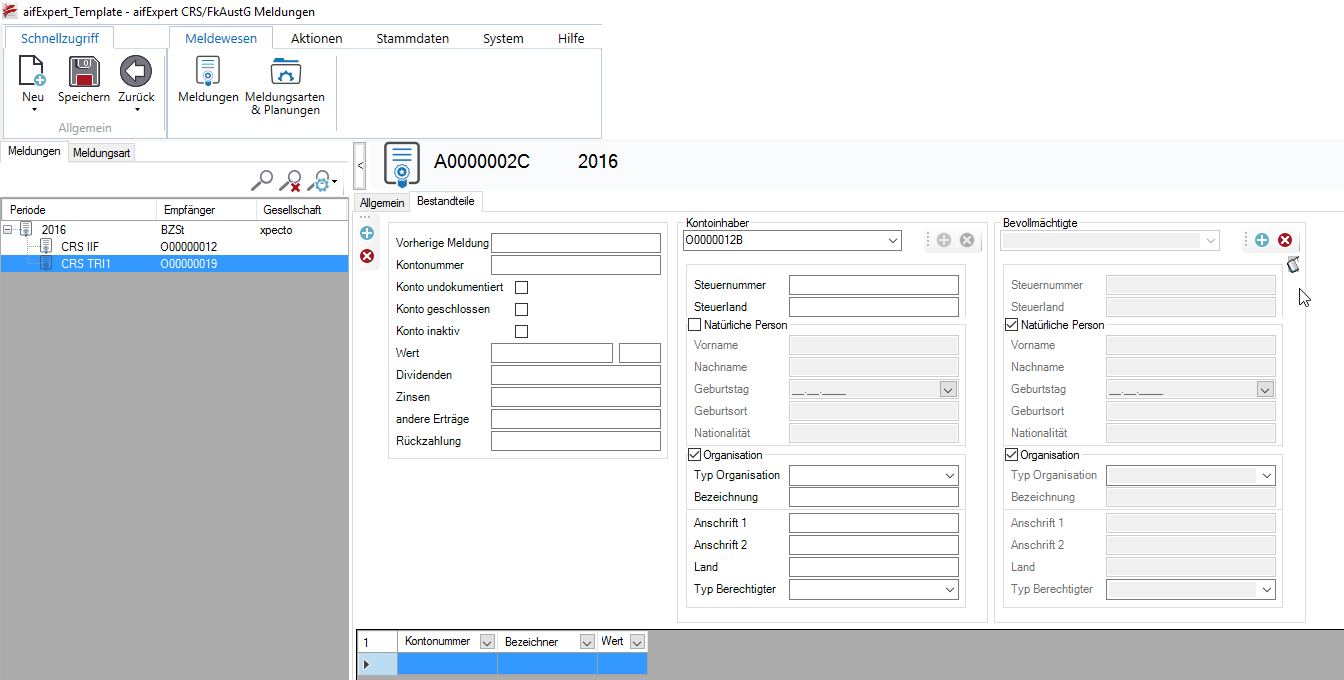 aifExpert_Template - aifExpert CRS/FkAustG Meldungen
Schnellzugriff Meldewesen Aktionen Stammdaten System Hilfe
Neu Speichern Zurück Meldungen Meldungsarten
& Planungen
Allgemein
Meldungen Meldungsart
Periode Empfänger Gesellschaft
2016 BZSt xpecto
CRS IIF O00000012
CRS TRI1 O00000019
< A0000002C 2016
Allgemein Bestandteile
Vorherige Meldung
Kontonummer
Konto undokumentiert
Konto geschlossen
Konto inaktiv
Wert
Dividenden
Zinsen
andere Erträge
Rückzahlung
Kontoinhaber
O0000012B
Steuernummer
Steuerland
Natürliche Person
Vorname
Nachname
Geburtstag __.__.____
Geburtsort
Nationalität
Organisation
Typ Organisation
Bezeichnung
Anschrift 1
Anschrift 2
Land
Typ Berechtigter
Bevollmächtigte
Steuernummer
Steuerland
Natürliche Person
Vorname
Nachname
Geburtstag __.__.____
Geburtsort
Nationalität
Organisation
Typ Organisation
Bezeichnung
Anschrift 1
Anschrift 2
Land
Typ Berechtigter
1 Kontonummer Bezeichner Wert